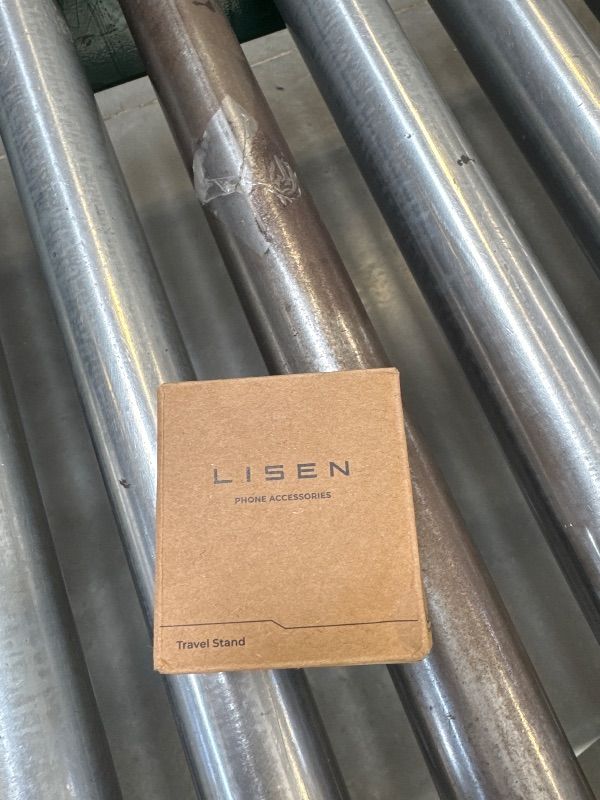 LISEN
PHONE ACCESSORIES
Travel Stand